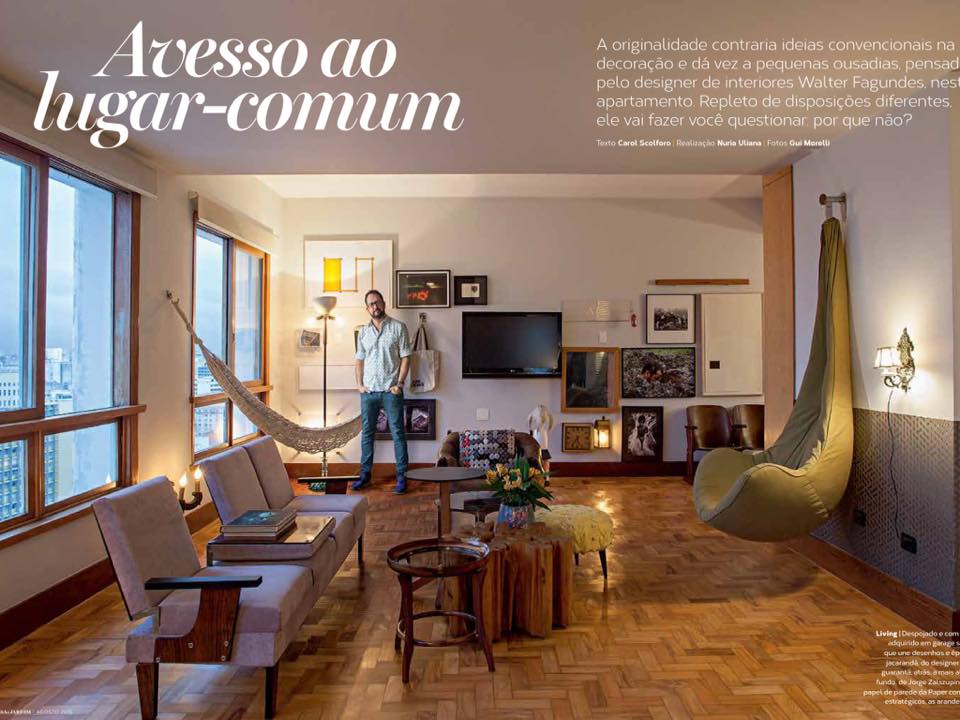 Avesso ao
lugar-comum
A originalidade contraria ideias convencionais na
decoração e dá vez a pequenas ousadias, pensad
pelo designer de interiores Walter Fagundes, nest
apartamento. Repleto de disposições diferentes,
ele vai fazer você questionar: por que não?
Texto Carol Scolforo | Realização Nuria Uliana | Fotos Gui Morelli
Living | Despojado e com
adquirido em garage s
que une desenhos e ép
jacarandá, do designer
guarantã, atrás, a mais a
fundo, de Jorge Zalszupin
papel de parede da Paper con
estratégicos, as arande
AGOSTO